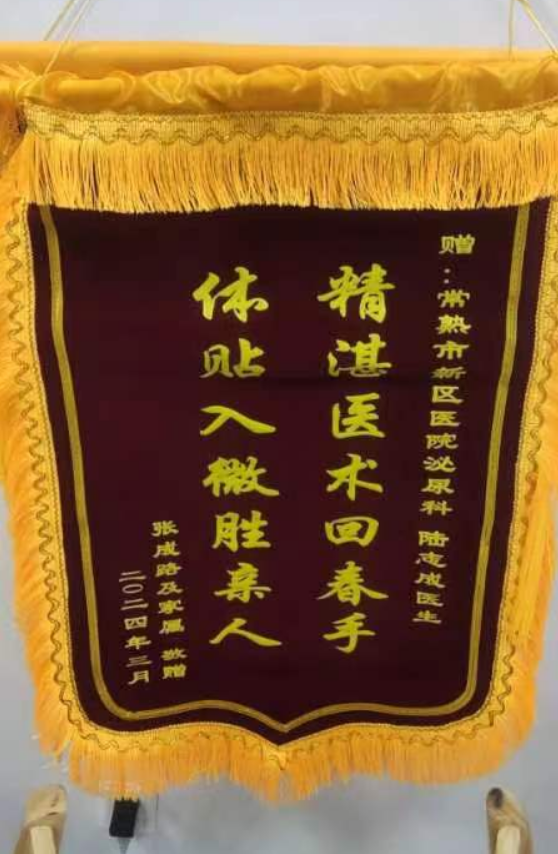 赠：常熟市新区医院泌尿科 陆志成医生
精湛医术回春手
体贴入微胜亲人
张成路及家属 敬赠
二〇二四年三月